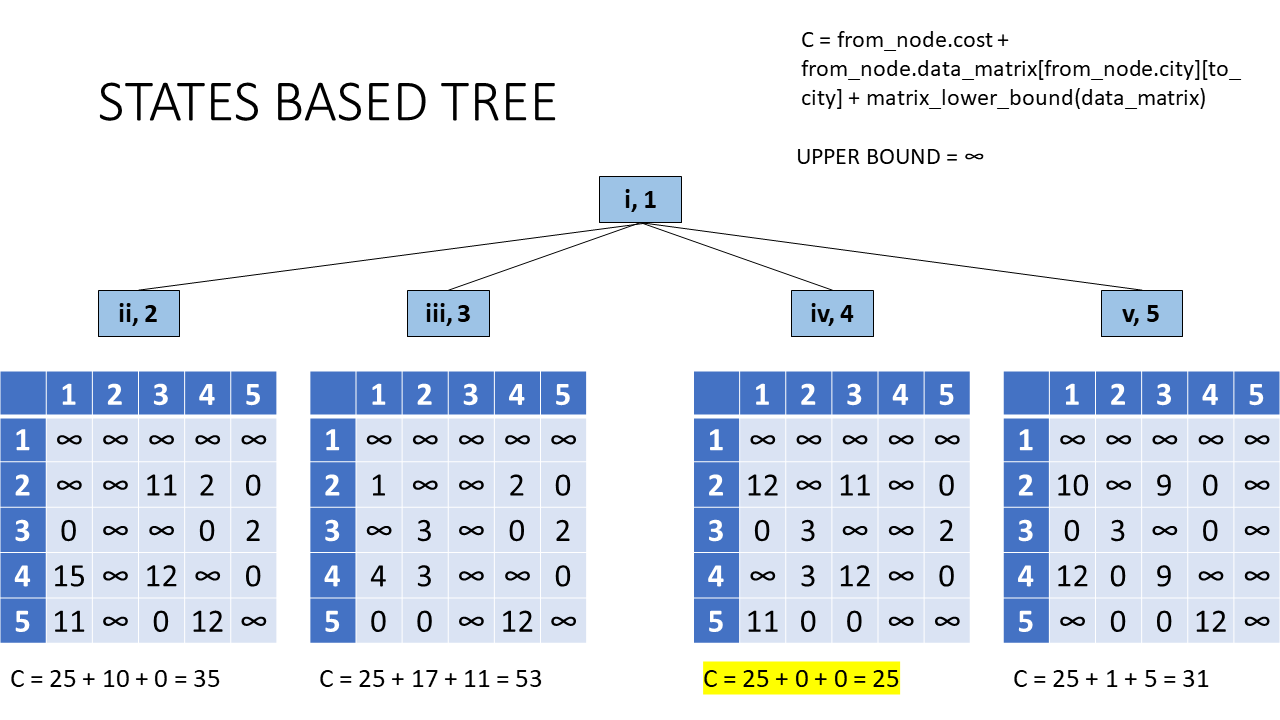 C = from_node.cost +
from_node.data_matrix[from_node.city][to_
city] + matrix_lower_bound(data_matrix)
STATES BASED TREE
UPPER BOUND = ∞
i, 1
ii, 2
iii, 3
iv, 4
v, 5
1 2 3 4 5
1 ∞ ∞ ∞ ∞ ∞
2 ∞ ∞ 11 2 0
3 0 ∞ ∞ 0 2
4 15 ∞ 12 ∞ 0
5 11 ∞ 0 12 ∞
C = 25 + 10 + 0 = 35
1 2 3 4 5
1 ∞ ∞ ∞ ∞ ∞
2 1 ∞ ∞ 2 0
3 ∞ 3 ∞ 0 2
4 4 3 ∞ ∞ 0
5 0 0 ∞ 12 ∞
C = 25 + 17 + 11 = 53
1 2 3 4 5
1 ∞ ∞ ∞ ∞ ∞
2 12 ∞ 11 ∞ 0
3 0 3 ∞ ∞ 2
4 ∞ 3 12 ∞ 0
5 11 0 0 ∞ ∞
C = 25 + 0 + 0 = 25
1 2 3 4 5
1 ∞ ∞ ∞ ∞ ∞
2 10 ∞ 9 0 ∞
3 0 3 ∞ 0 ∞
4 12 0 9 ∞ ∞
5 ∞ 0 0 12 ∞
C = 25 + 1 + 5 = 31